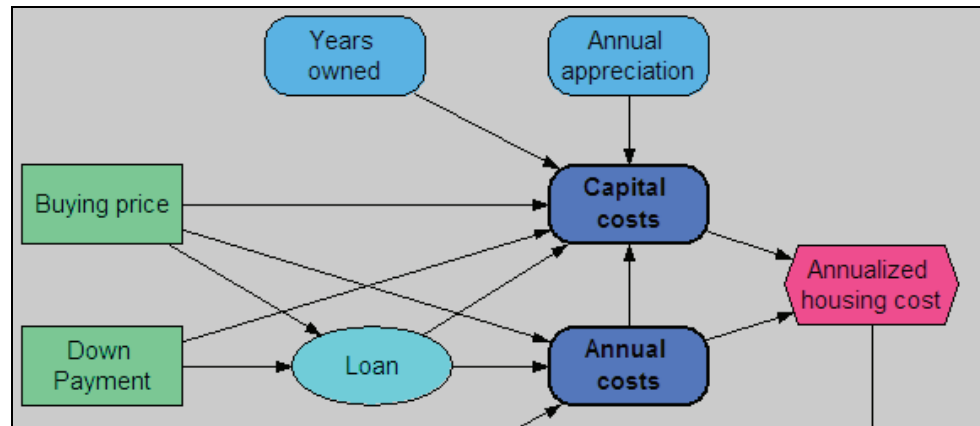 Years
owned
Annual
appreciation
Buying price
Capital
costs
Annualized
housing cost
Down
Payment
Loan
Annual
costs